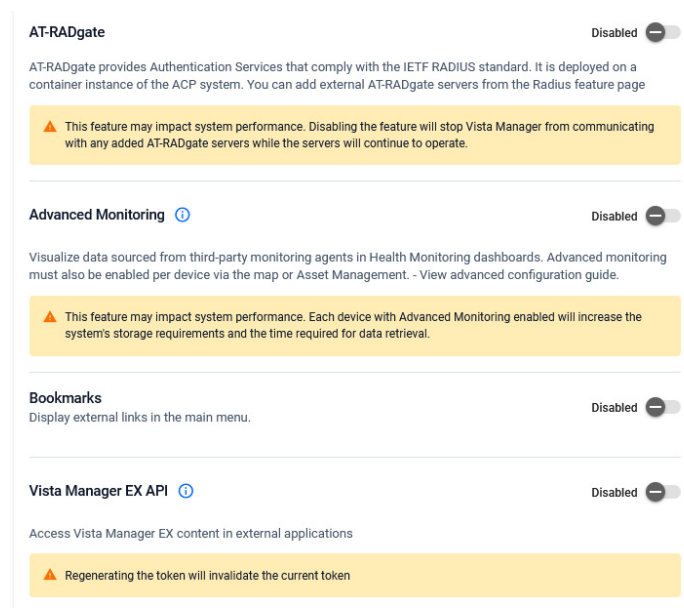 AT-RADgate
Disabled
AT-RADgate provides Authentication Services that comply with the IETF RADIUS standard. It is deployed on a
container instance of the ACP system. You can add external AT-RADgate servers from the Radius feature page
This feature may impact system performance. Disabling the feature will stop Vista Manager from communicating
with any added AT-RADgate servers while the servers will continue to operate.
Advanced Monitoring
Disabled
Visualize data sourced from third-party monitoring agents in Health Monitoring dashboards. Advanced monitoring
must also be enabled per device via the map or Asset Management. - View advanced configuration guide.
This feature may impact system performance. Each device with Advanced Monitoring enabled will increase the
system's storage requirements and the time required for data retrieval.
Bookmarks
Display external links in the main menu.
Disabled
Vista Manager EX API
Disabled
Access Vista Manager EX content in external applications
Regenerating the token will invalidate the current token